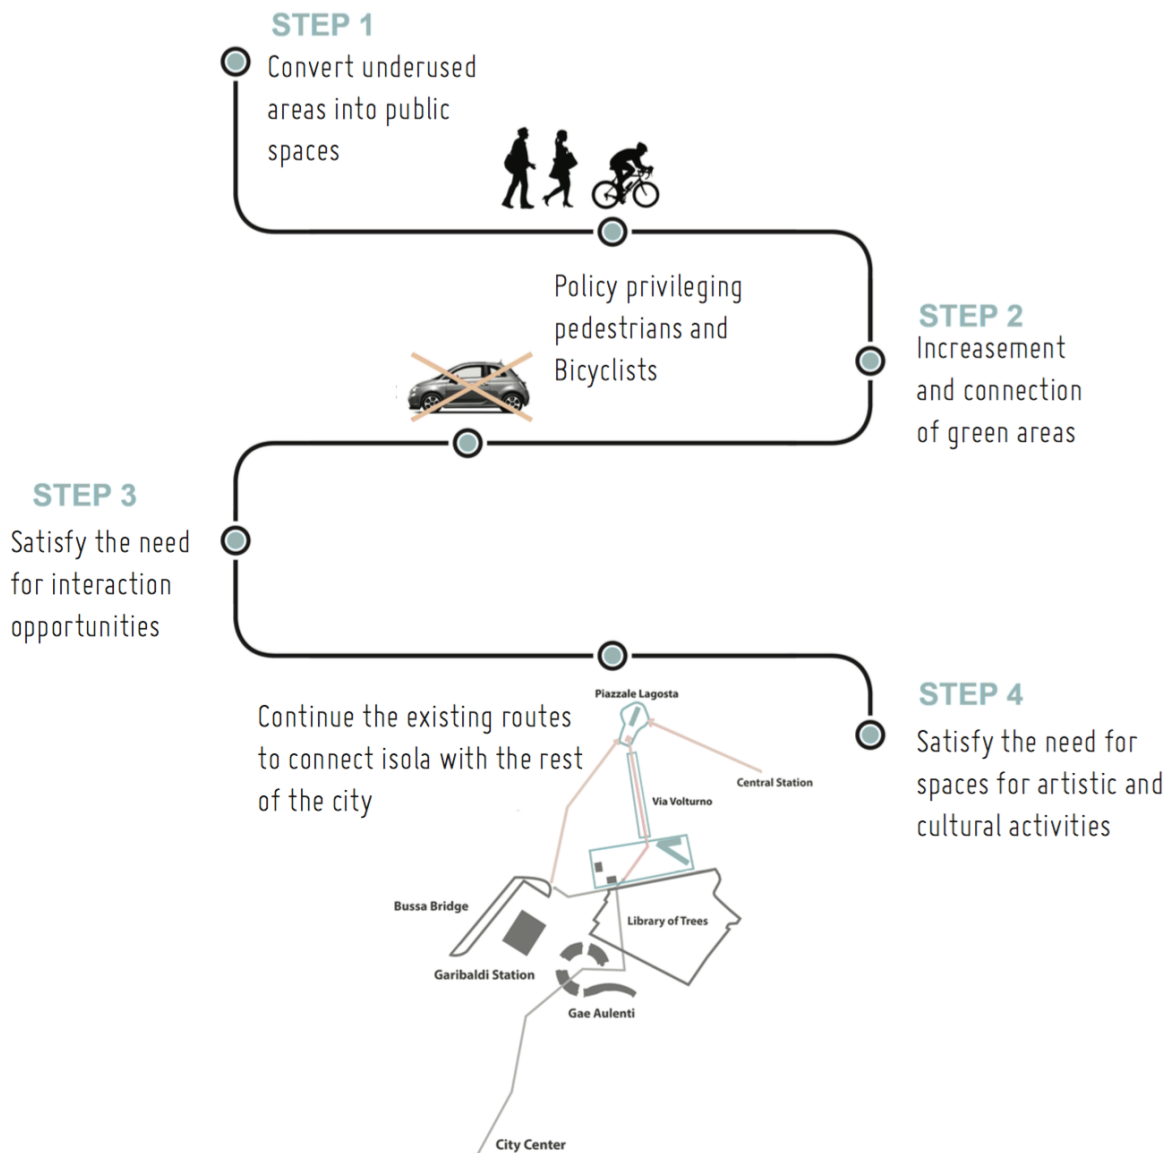 STEP 1
Convert underused
areas into public
spaces
Policy privileging
pedestrians and
Bicyclists
STEP 2
Increasement
and connection
of green areas
STEP 3
Satisfy the need
for interaction
opportunities
Continue the existing routes
to connect isola with the rest
of the city
STEP 4
Satisfy the need for
spaces for artistic and
cultural activities
Piazzale Lagosta
Central Station
Via Volturno
Bussa Bridge
Library of Trees
Garibaldi Station
Gae Aulenti
City Center